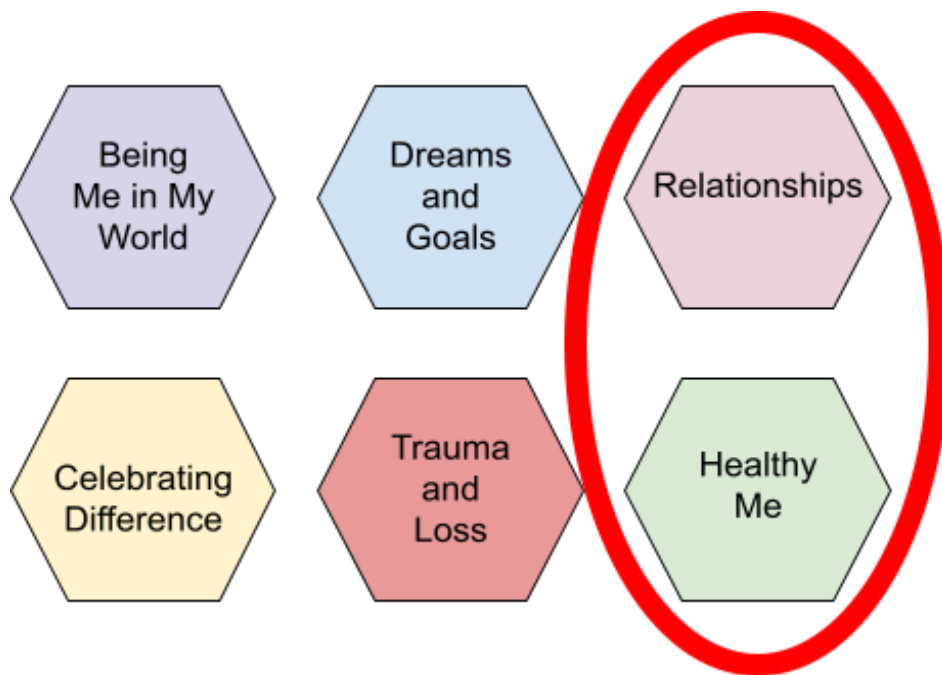 Being
Me in My
World
Dreams
and
Goals
Relationships
Celebrating
Difference
Trauma
and
Loss
Healthy
Me